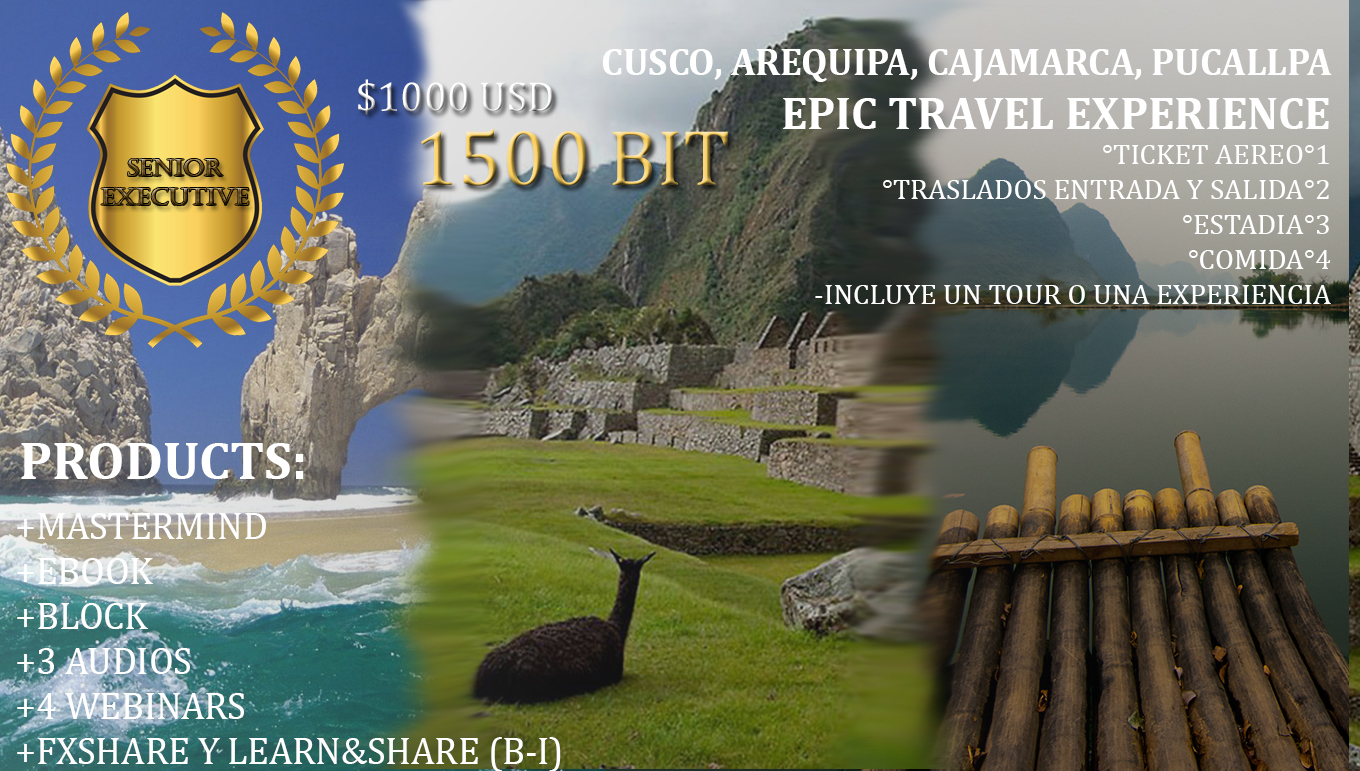 SENIOR
EXECUTIVE
$1000 USD
1500 BIT
CUSCO, AREQUIPA, CAJAMARCA, PUCALLPA
EPIC TRAVEL EXPERIENCE
°TICKET AEREO°1
°TRASLADOS ENTRADA Y SALIDA°2
°ESTADIA°3
°COMIDA°4
-INCLUYE UN TOUR O UNA EXPERIENCIA
PRODUCTS:
+MASTERMIND
+EBOOK
+BLOCK
+3 AUDIOS
+4 WEBINARS
+FXSHARE Y LEARN&SHARE (B-I)